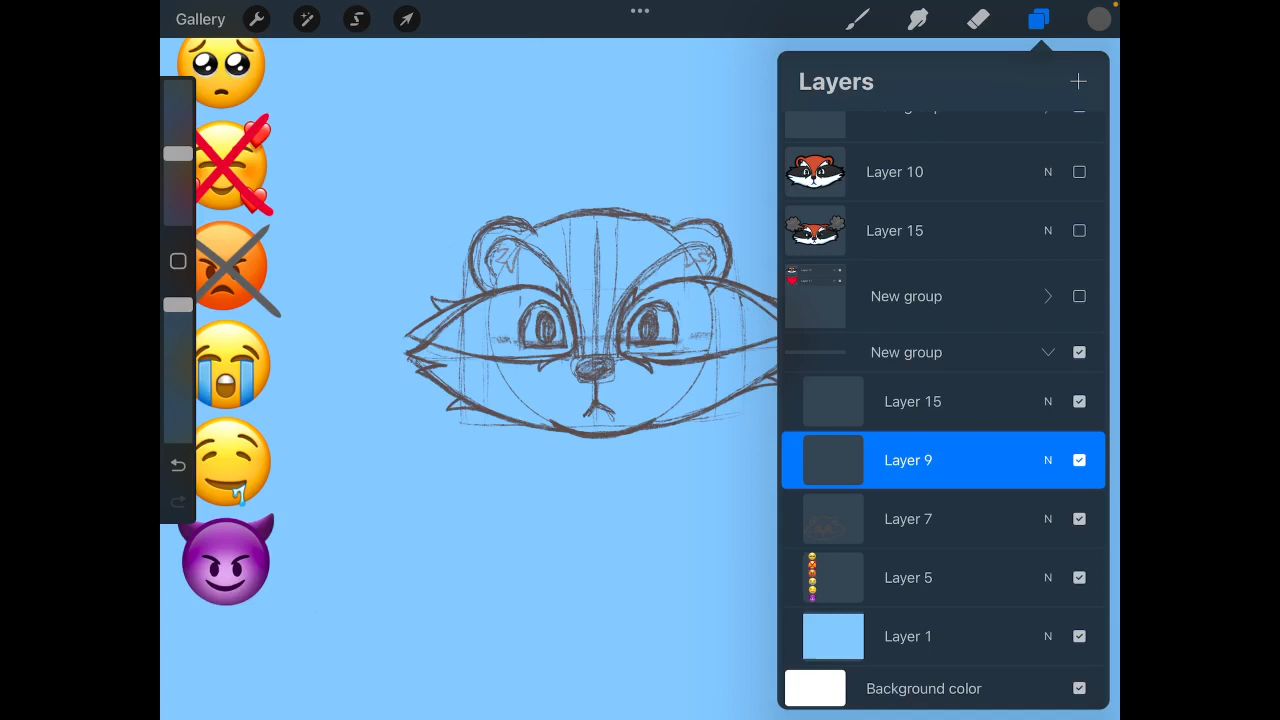 Gallery
Layers
Layer 10 N
Layer 15 N
New group
New group
Layer 15 N
Layer 9 N
Layer 7 N
Layer 5 N
Layer 1 N
Background color